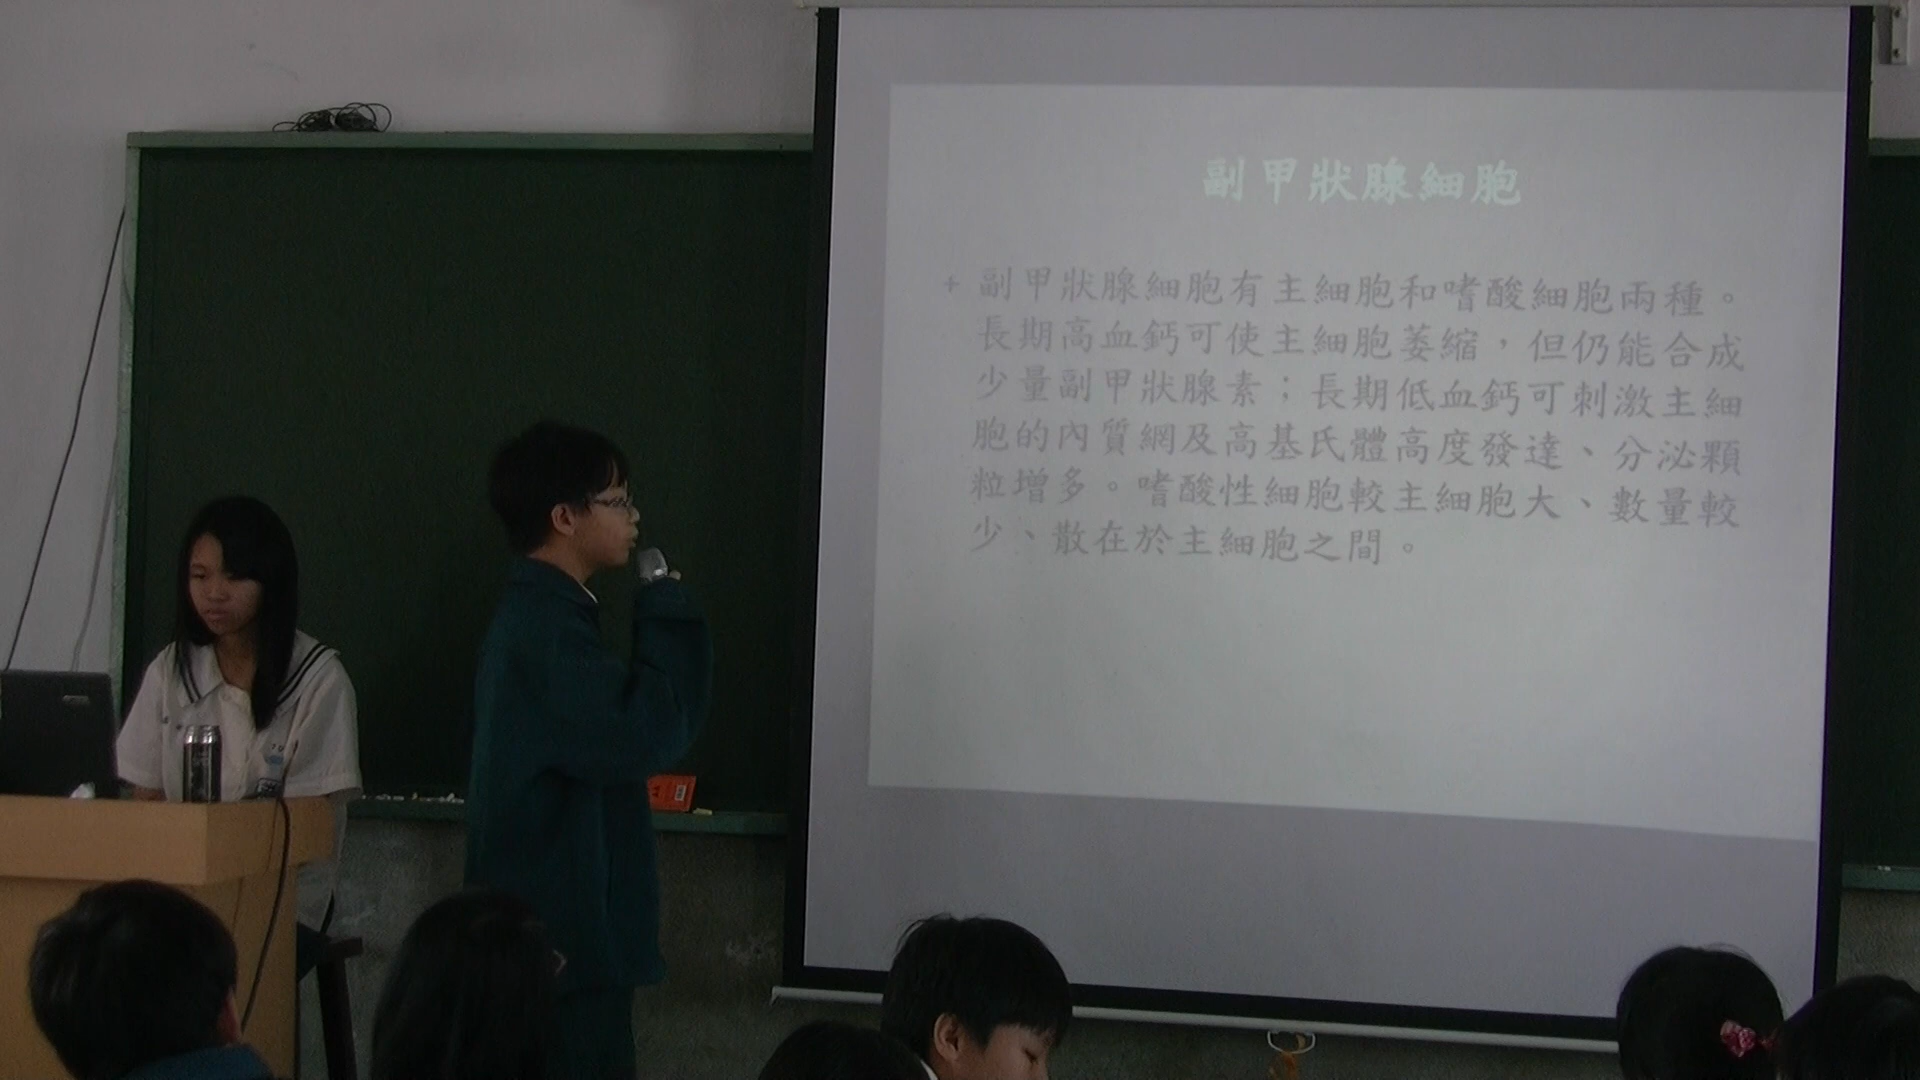 副甲狀腺細胞
+ 副甲狀腺細胞有主細胞和嗜酸細胞兩種。
長期高血鈣可使主細胞萎縮，但仍能合成
少量副甲狀腺素；長期低血鈣可刺激主細
胞的內質網及高基氏體高度發達、分泌顆
粒增多。嗜酸性細胞較主細胞大、數量較
少、散在於主細胞之間。